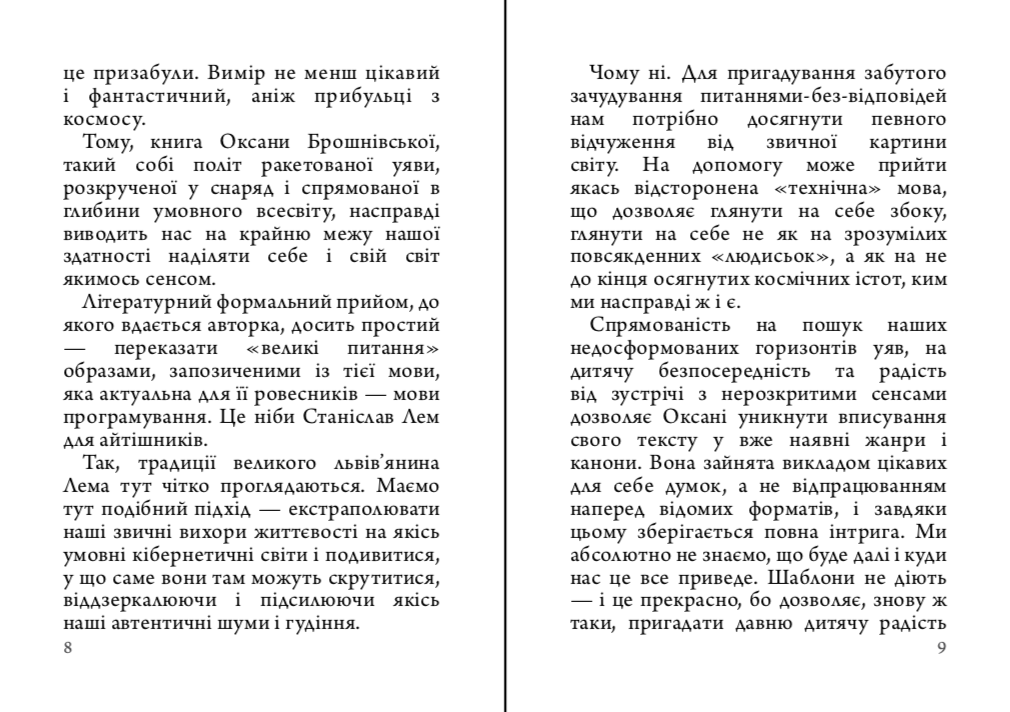 це призабули. Вимір не менш цікавий
і фантастичний, аніж прибульці з
космосу.
Тому, книга Оксани Брошнівської,
такий собі політ ракетованої уяви,
розкрученої у снаряд і спрямованої в
глибини умовного всесвіту, насправді
виводить нас на крайню межу нашої
здатності наділяти себе і свій світ
якимось сенсом.
Літературний формальний прийом, до
якого вдається авторка, досить простий
— переказати «великі питання»
образами, запозиченими із тієї мови,
яка актуальна для її ровесників — мови
програмування. Це ніби Станіслав Лем
для айтішників.
Так, традиції великого львів’янина
Лема тут чітко проглядаються. Маємо
тут подібний підхід — екстраполювати
наші звичні вихори життєвості на якісь
умовні кібернетичні світи і подивитися,
у що саме вони там можуть скрутитися,
віддзеркалюючи і підсилюючи якісь
наші автентичні шуми і гудіння.
8
Чому ні. Для пригадування забутого
зачудування питаннями-без-відповідей
нам потрібно досягнути певного
відчуження від звичної картини
світу. На допомогу може прийти
якась відсторонена «технічна» мова,
що дозволяє глянути на себе збоку,
глянути на себе не як на зрозумілих
повсякденних «людисьок», а як на не
до кінця осягнутих космічних істот, ким
ми насправді ж і є.
Спрямованість на пошук наших
недосформованих горизонтів уяв, на
дитячу безпосередність та радість
від зустрічі з нерозкритими сенсами
дозволяє Оксані уникнути вписування
свого тексту у вже наявні жанри і
канони. Вона зайнята викладом цікавих
для себе думок, а не відпрацюванням
наперед відомих форматів, і завдяки
цьому зберігається повна інтрига. Ми
абсолютно не знаємо, що буде далі і куди
нас це все приведе. Шаблони не діють
— і це прекрасно, бо дозволяє, знову ж
таки, пригадати давню дитячу радість
9